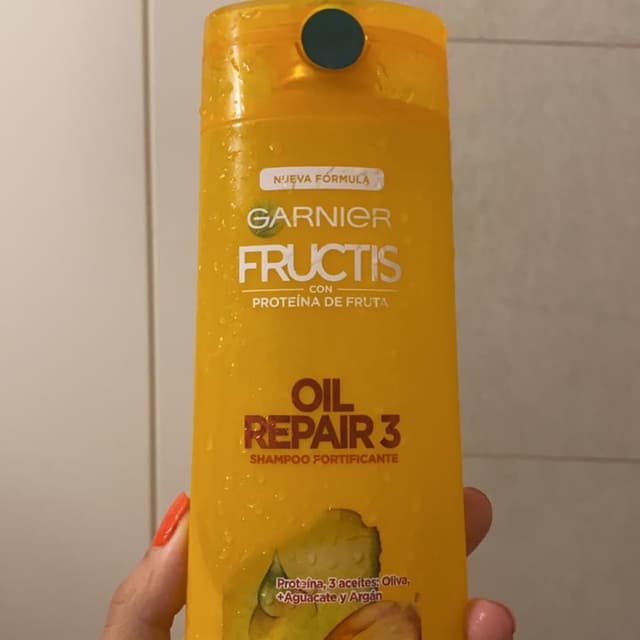 NUEVA FÓRMULA
GARNIER
FRUCTIS
CON
PROTEÍNA DE FRUTA
OIL
REPAIR 3
SHAMPOO FORTIFICANTE
Proteína, 3 aceites: Oliva,
+Aguacate y Argán